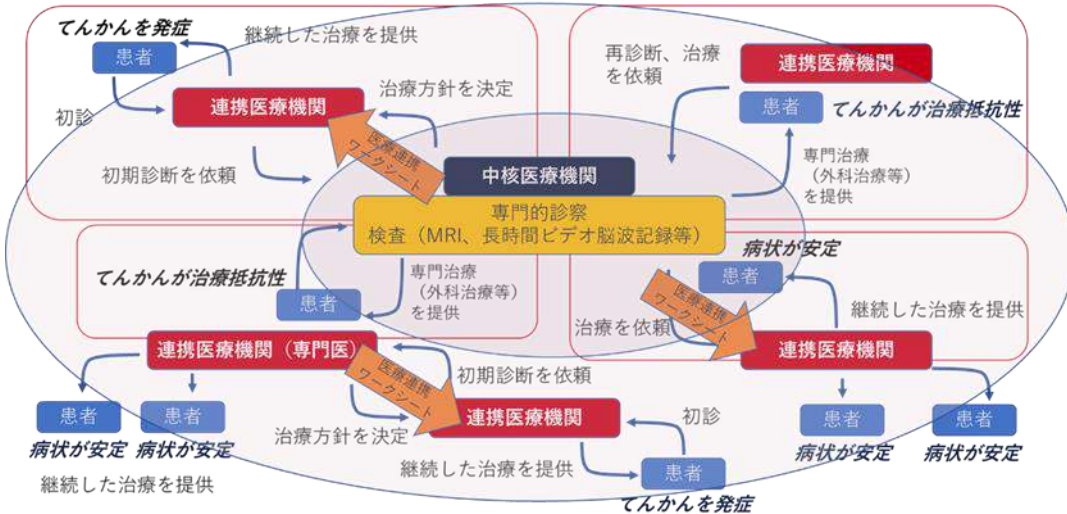 てんかんを発症
患者
継続した治療を提供
初診
連携医療機関
治療方針を決定
初期診断を依頼
医療連携
ワークシート
再診断、治療
を依頼
連携医療機関
患者
てんかんが治療抵抗性
専門治療
（外科治療等）
を提供
中核医療機関
専門的診察
検査（MRI、長時間ビデオ脳波記録等）
てんかんが治療抵抗性
患者
専門治療
（外科治療等）
を提供
病状が安定
患者
医療連携
ワークシート
治療を依頼
継続した治療を提供
連携医療機関
患者
病状が安定
患者
病状が安定
連携医療機関（専門医）
医療連携
ワークシート
初期診断を依頼
患者
病状が安定
患者
病状が安定
継続した治療を提供
治療方針を決定
連携医療機関
初診
継続した治療を提供
患者
てんかんを発症